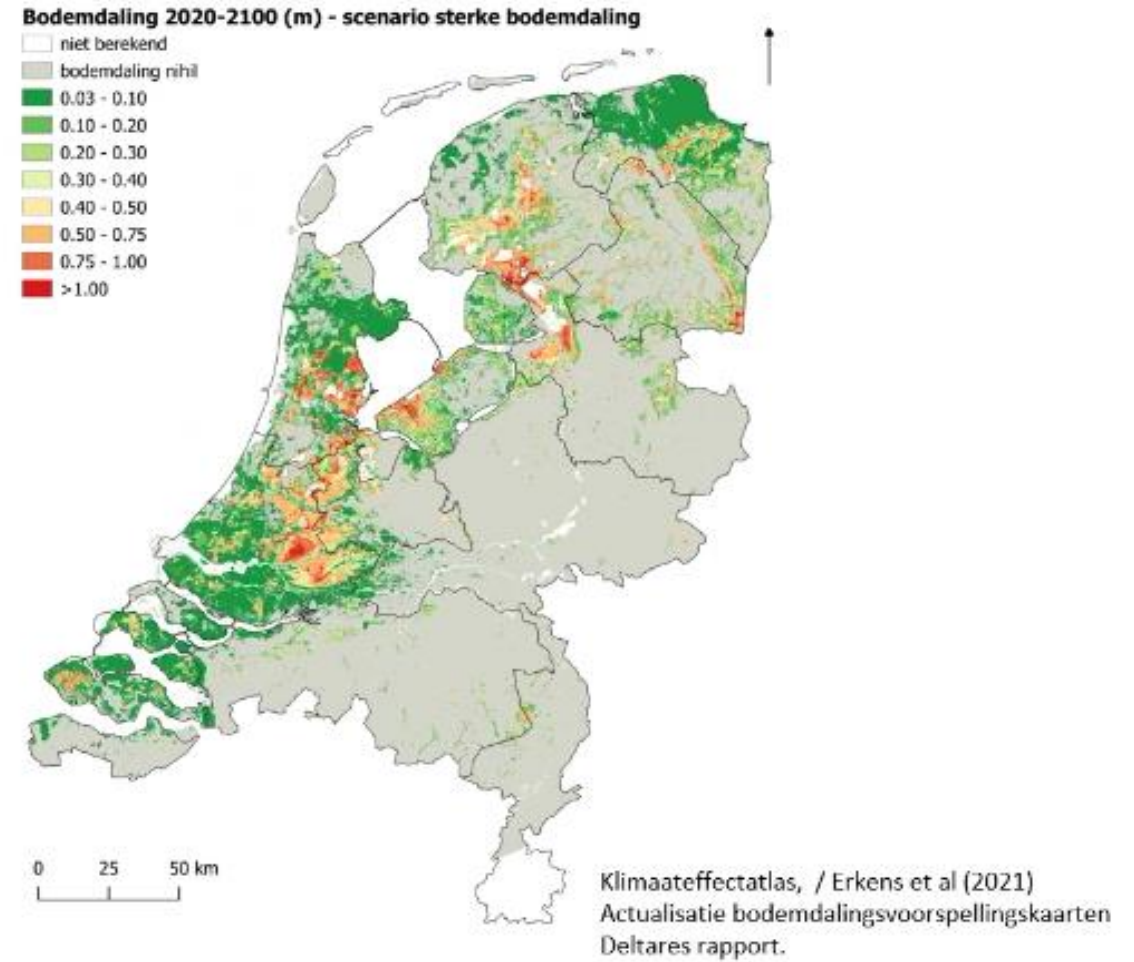 Bodemdaling 2020-2100 (m) - scenario sterke bodemdaling
niet berekend
bodemdaling nihil
0.03 - 0.10
0.10 - 0.20
0.20 - 0.30
0.30 - 0.40
0.40 - 0.50
0.50 - 0.75
0.75 - 1.00
>1.00
0 25 50 km
Klimaateffectatlas, / Erkens et al (2021)
Actualisatie bodemdalingsvoorspellingskaarten
Deltares rapport.